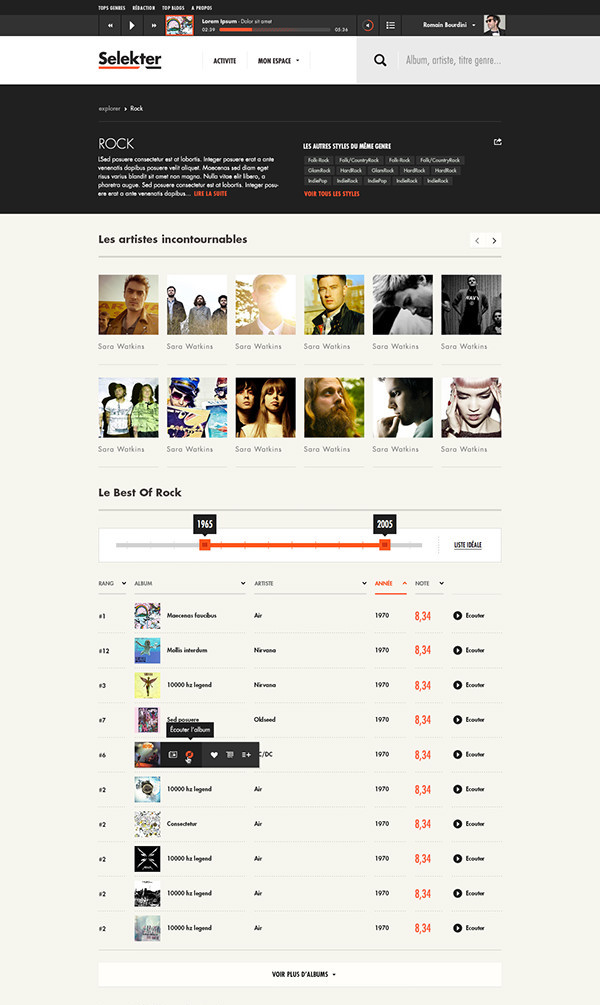 TOPS GENRES RÉDACTION TOP BLOGS A PROPOS
Lorem Ipsum - Dolor sit amet
02:39 05:36
Romain Bourdini
Selekter
ACTIVITE MON ESPACE
Album, artiste, titre genre...
explorer Rock
ROCK
LSed posuere consectetur est at lobortis. Integer posuere erat a ante
venenatis dapibus posuere velit aliquet. Maecenas sed diam eget
risus varius blandit sit amet non magna. Nulla vitae elit libero, a
pharetra augue. Sed posuere consectetur est at lobortis. Integer posu-
ere erat a ante venenatis dapibus... LIRE LA SUITE
LES AUTRES STYLES DU MÊME GENRE
Folk-Rock Folk/CountryRock Folk-Rock Folk/CountryRock
GlamRock HardRock GlamRock HardRock HardRock
IndiePop IndieRock IndiePop IndieRock IndieRock
VOIR TOUS LES STYLES
Les artistes incontournables
Sara Watkins Sara Watkins Sara Watkins Sara Watkins Sara Watkins Sara Watkins
Sara Watkins Sara Watkins Sara Watkins Sara Watkins Sara Watkins Sara Watkins
Le Best Of Rock
1965 2005
LISTE IDÉALE
RANG ALBUM ARTISTE ANNÉE NOTE
#1 Maecenas faucibus Air 1970 8,34 Ecouter
#12 Mollis interdum Nirvana 1970 8,34 Ecouter
#3 10000 hz legend Nirvana 1970 8,34 Ecouter
#7 Sed posuere Oldseed 1970 8,34 Ecouter
Écouter l'album
#6 C/DC 1970 8,34 Ecouter
#2 10000 hz legend Air 1970 8,34 Ecouter
#2 Consectetur Air 1970 8,34 Ecouter
#2 10000 hz legend Air 1970 8,34 Ecouter
#2 10000 hz legend Air 1970 8,34 Ecouter
#2 10000 hz legend Air 1970 8,34 Ecouter
VOIR PLUS D'ALBUMS